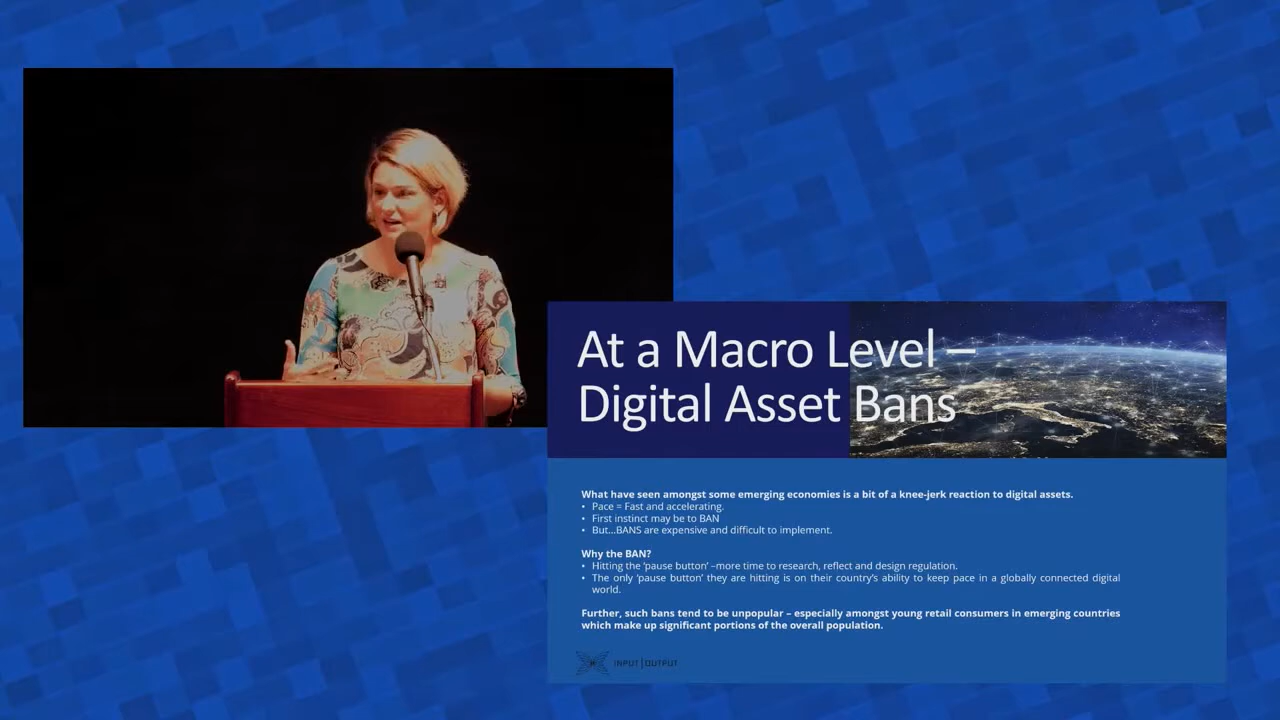 At a Macro Level –
Digital Asset Bans
What have seen amongst some emerging economies is a bit of a knee-jerk reaction to digital assets.
• Pace = Fast and accelerating.
• First instinct may be to BAN
• But...BANS are expensive and difficult to implement.
Why the BAN?
• Hitting the 'pause button' –more time to research, reflect and design regulation.
• The only 'pause button' they are hitting is on their country's ability to keep pace in a globally connected digital
world.
Further, such bans tend to be unpopular – especially amongst young retail consumers in emerging countries
which make up significant portions of the overall population.
INPUT|OUTPUT